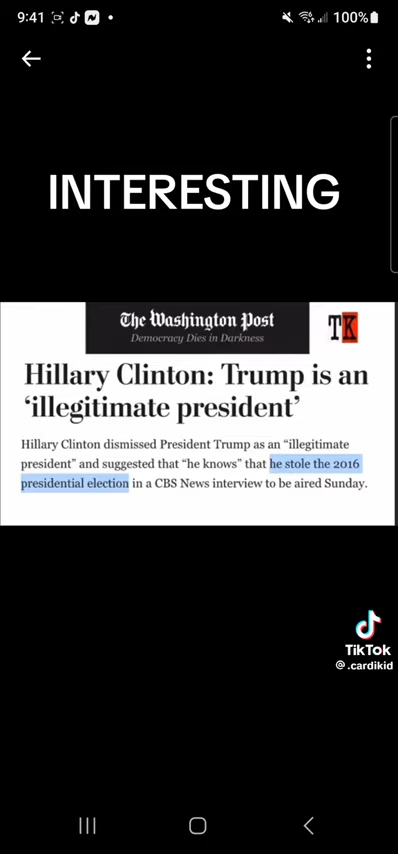 9:41
100%
INTERESTING
The Washington Post
Democracy Dies in Darkness
TK
Hillary Clinton: Trump is an
‘illegitimate president’
Hillary Clinton dismissed President Trump as an “illegitimate
president” and suggested that “he knows” that he stole the 2016
presidential election in a CBS News interview to be aired Sunday.
TikTok
@.cardikid